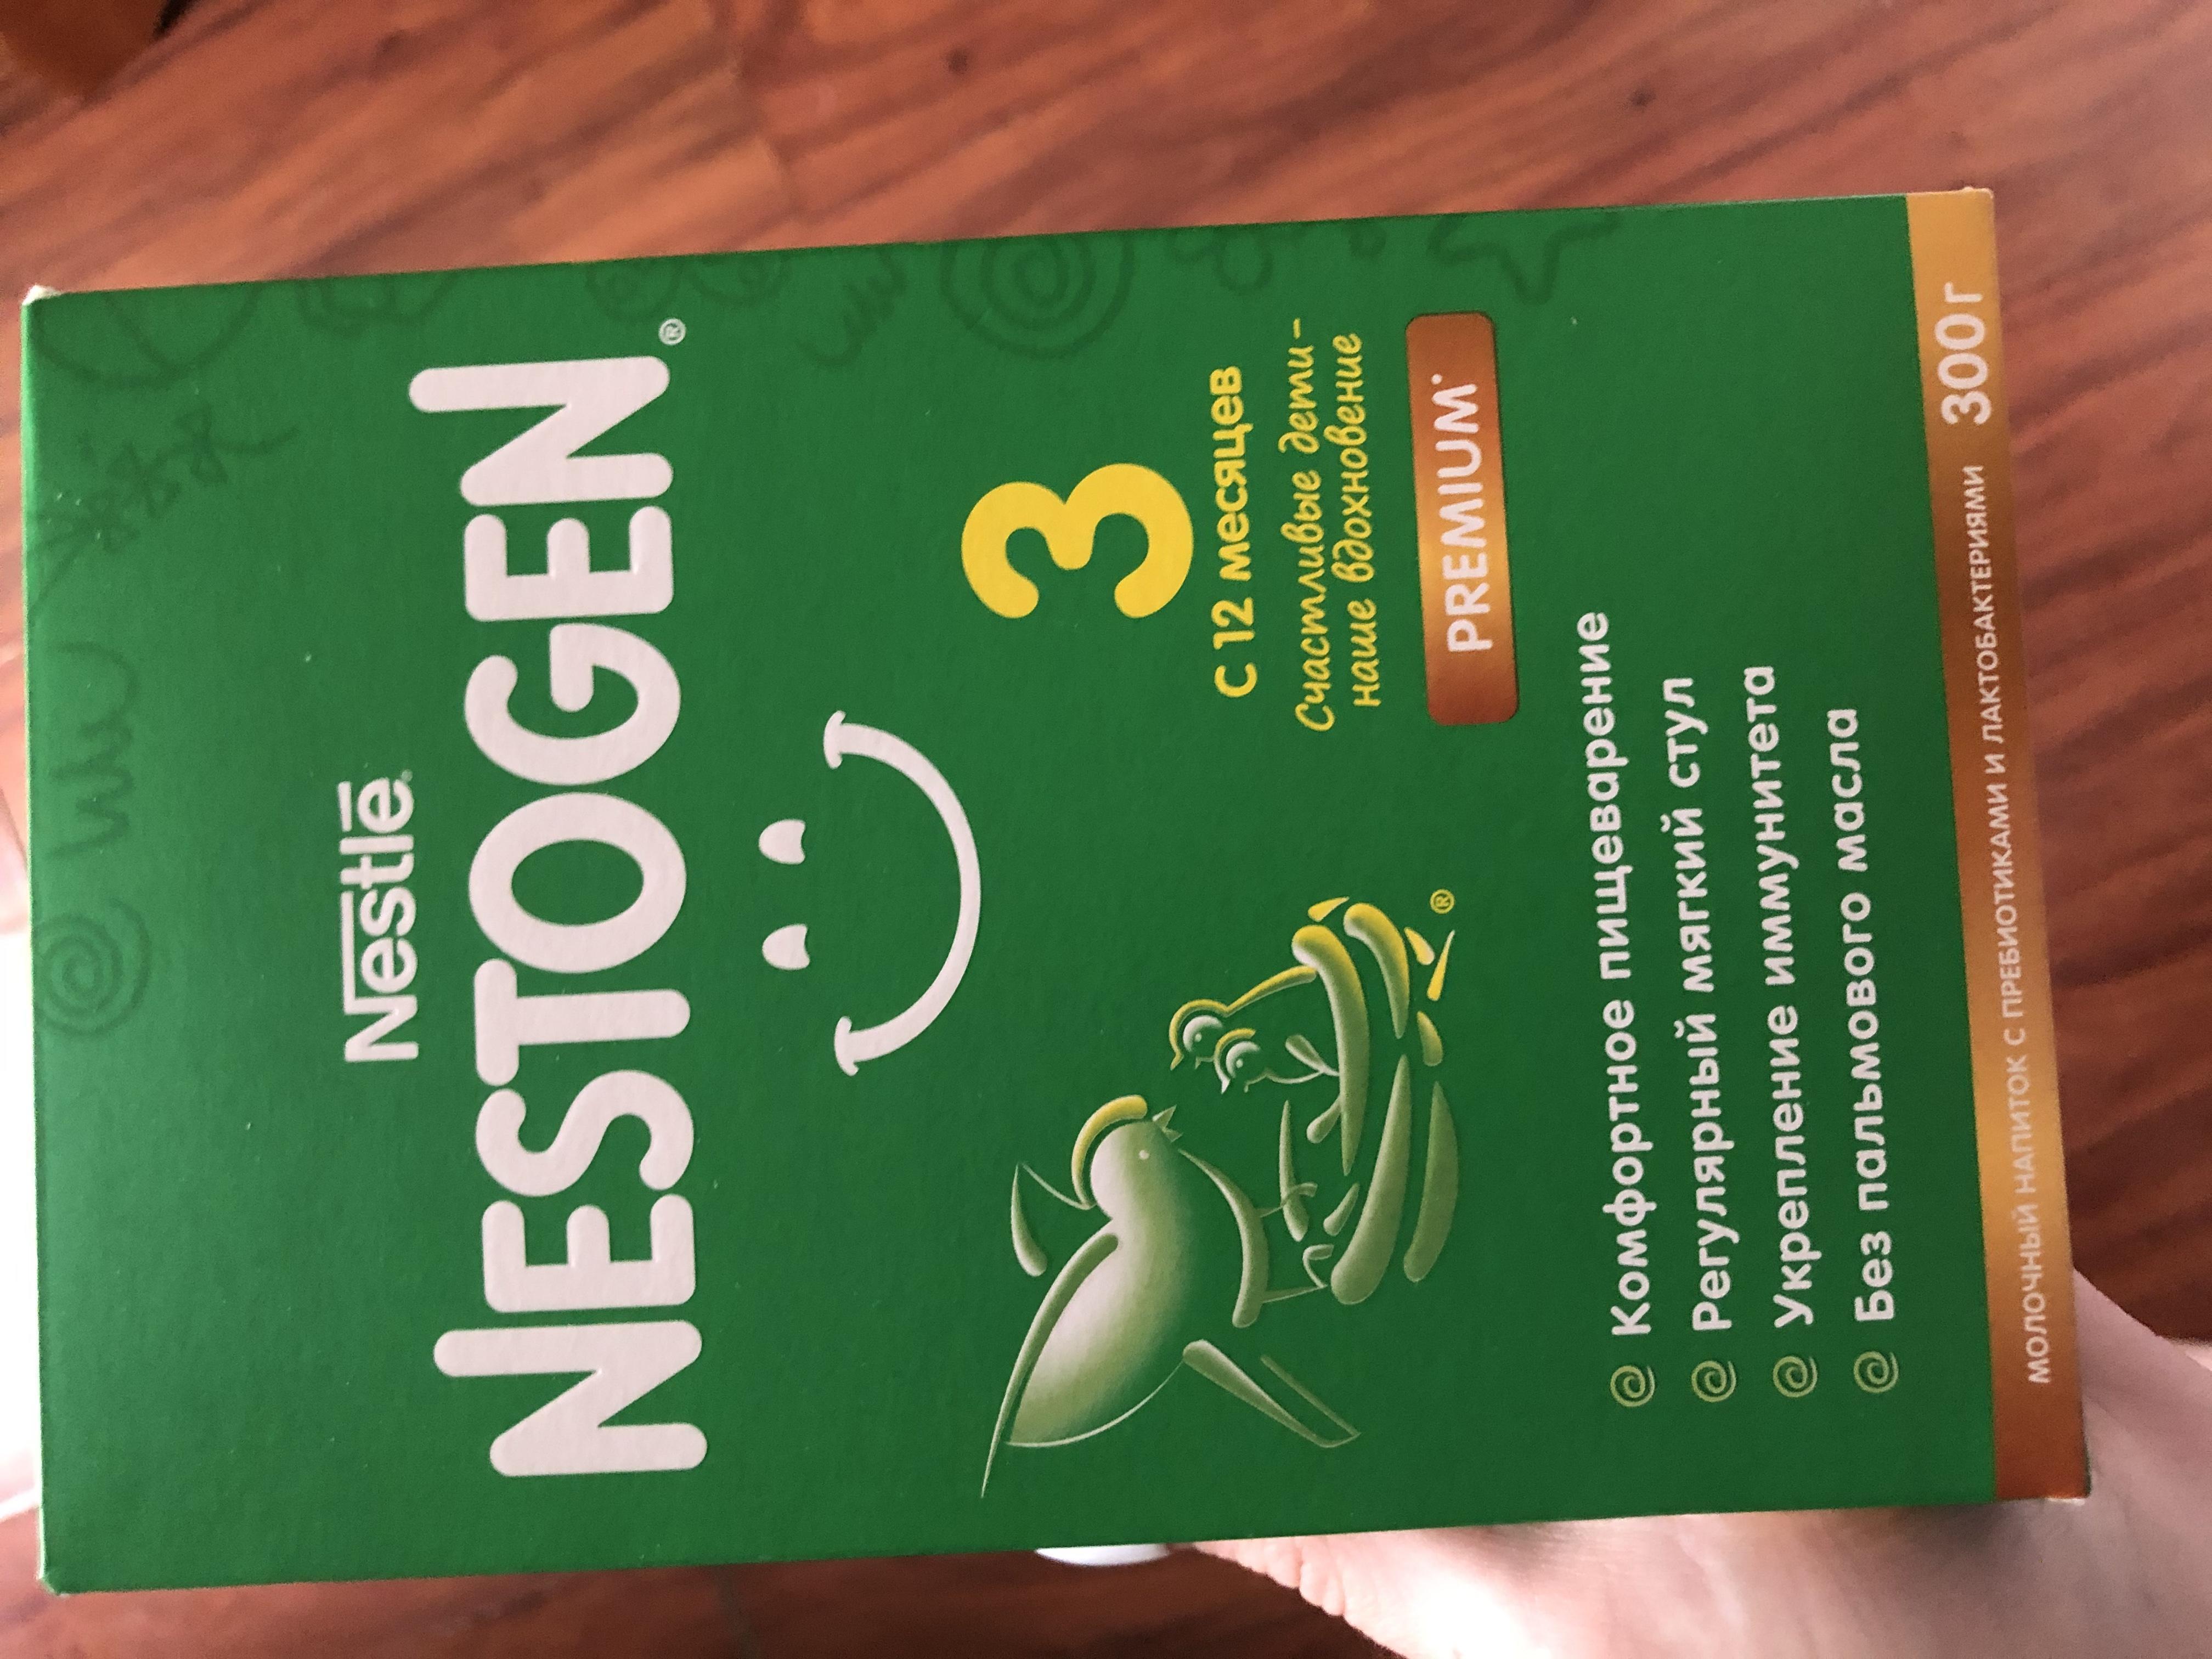 Nestlé
NESTOGEN®
3
С 12 месяцев
Счастливые дети-
наше вдохновение
PREMIUM*
®
Комфортное пищеварение
Регулярный мягкий стул
Укрепление иммунитета
Без пальмового масла
МОЛОЧНЫЙ НАПИТОК С ПРЕБИОТИКАМИ И ЛАКТОБАКТЕРИЯМИ 300г